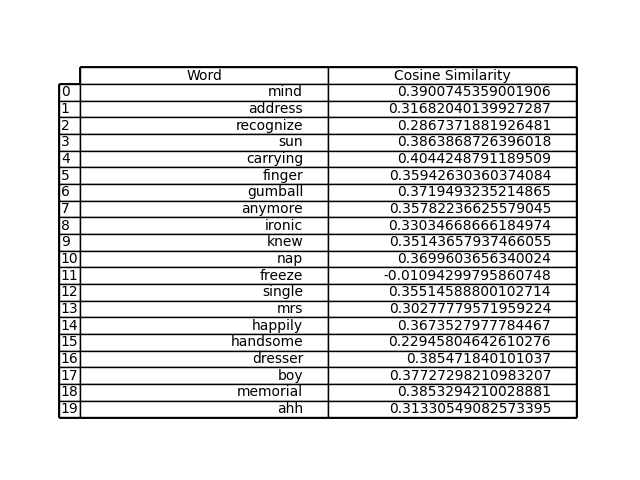 Word Cosine Similarity
0 mind 0.3900745359001906
1 address 0.31682040139927287
2 recognize 0.2867371881926481
3 sun 0.3863868726396018
4 carrying 0.4044248791189509
5 finger 0.35942630360374084
6 gumball 0.3719493235214865
7 anymore 0.35782236625579045
8 ironic 0.33034668666184974
9 knew 0.35143657937466055
10 nap 0.3699603656340024
11 freeze -0.01094299795860748
12 single 0.35514588800102714
13 mrs 0.30277779571959224
14 happily 0.3673527977784467
15 handsome 0.22945804642610276
16 dresser 0.385471840101037
17 boy 0.37727298210983207
18 memorial 0.3853294210028881
19 ahh 0.31330549082573395